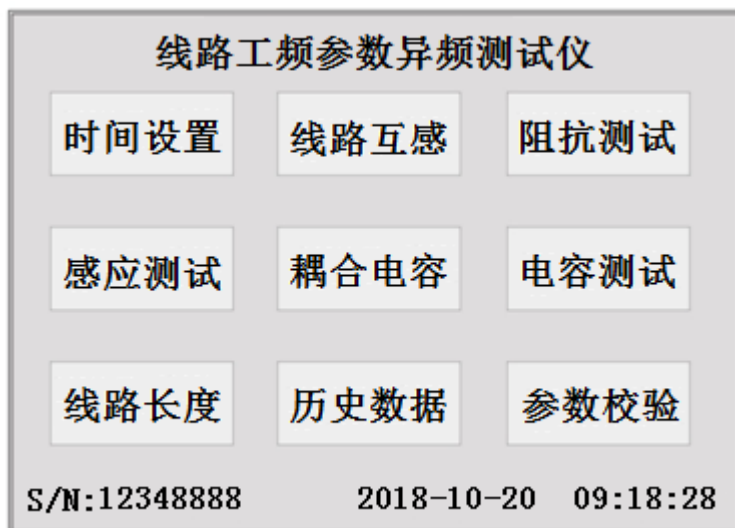 线路工频参数异频测试仪
时间设置 线路互感 阻抗测试
感应测试 耦合电容 电容测试
线路长度 历史数据 参数校验
S/N:12348888 2018-10-20 09:18:28